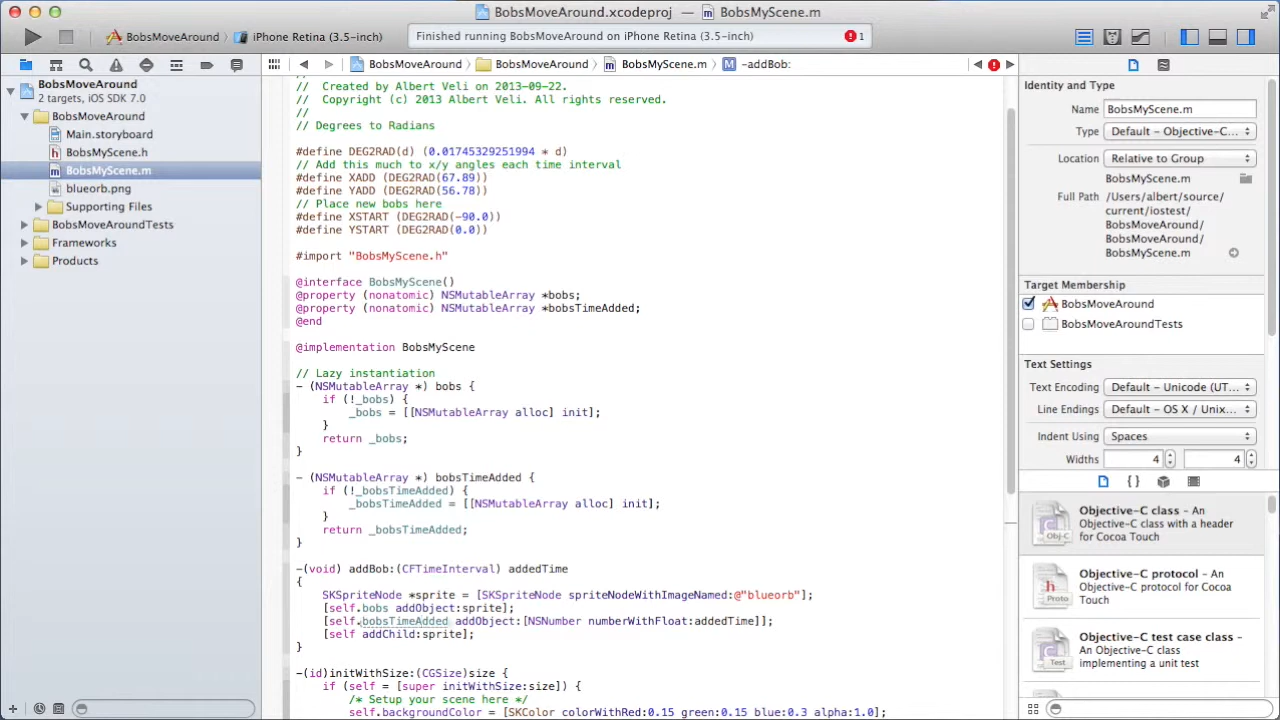 BobsMoveAround.xcodeproj — BobsMyScene.m
BobsMoveAround iPhone Retina (3.5-inch)
Finished running BobsMoveAround on iPhone Retina (3.5-inch) 1
BobsMoveAround BobsMoveAround BobsMyScene.m -addBob:
BobsMoveAround
2 targets, iOS SDK 7.0
BobsMoveAround
Main.storyboard
BobsMyScene.h
BobsMyScene.m
blueorb.png
Supporting Files
BobsMoveAroundTests
Frameworks
Products
//  Created by Albert Veli on 2013-09-22.
//  Copyright (c) 2013 Albert Veli. All rights reserved.
//
// Degrees to Radians
#define DEG2RAD(d) (0.01745329251994 * d)
// Add this much to x/y angles each time interval
#define XADD (DEG2RAD(67.89))
#define YADD (DEG2RAD(56.78))
// Place new bobs here
#define XSTART (DEG2RAD(-90.0))
#define YSTART (DEG2RAD(0.0))
#import "BobsMyScene.h"
@interface BobsMyScene()
@property (nonatomic) NSMutableArray *bobs;
@property (nonatomic) NSMutableArray *bobsTimeAdded;
@end
@implementation BobsMyScene
// Lazy instantiation
- (NSMutableArray *) bobs {
if (!_bobs) {
_bobs = [[NSMutableArray alloc] init];
}
return _bobs;
}
- (NSMutableArray *) bobsTimeAdded {
if (!_bobsTimeAdded) {
_bobsTimeAdded = [[NSMutableArray alloc] init];
}
return _bobsTimeAdded;
}
-(void) addBob:(CFTimeInterval) addedTime
{
SKSpriteNode *sprite = [SKSpriteNode spriteNodeWithImageNamed:@"blueorb"];
[self.bobs addObject:sprite];
[self.bobsTimeAdded addObject:[NSNumber numberWithFloat:addedTime]];
[self addChild:sprite];
}
-(id)initWithSize:(CGSize)size {
if (self = [super initWithSize:size]) {
/* Setup your scene here */
self.backgroundColor = [SKColor colorWithRed:0.15 green:0.15 blue:0.3 alpha:1.0];
Identity and Type
Name BobsMyScene.m
Type Default - Objective-C...
Location Relative to Group
BobsMyScene.m
Full Path /Users/albert/source/
current/iostest/
BobsMoveAround/
BobsMoveAround/
BobsMyScene.m
Target Membership
BobsMoveAround
BobsMoveAroundTests
Text Settings
Text Encoding Default - Unicode (UT...
Line Endings Default - OS X / Unix...
Indent Using Spaces
Widths 4 4
{ }
Objective-C class - An
Objective-C class with a header
for Cocoa Touch
Obj-C
Objective-C protocol - An
Objective-C protocol for Cocoa
Touch
Proto
Objective-C test case class -
An Objective-C class
implementing a unit test
Test